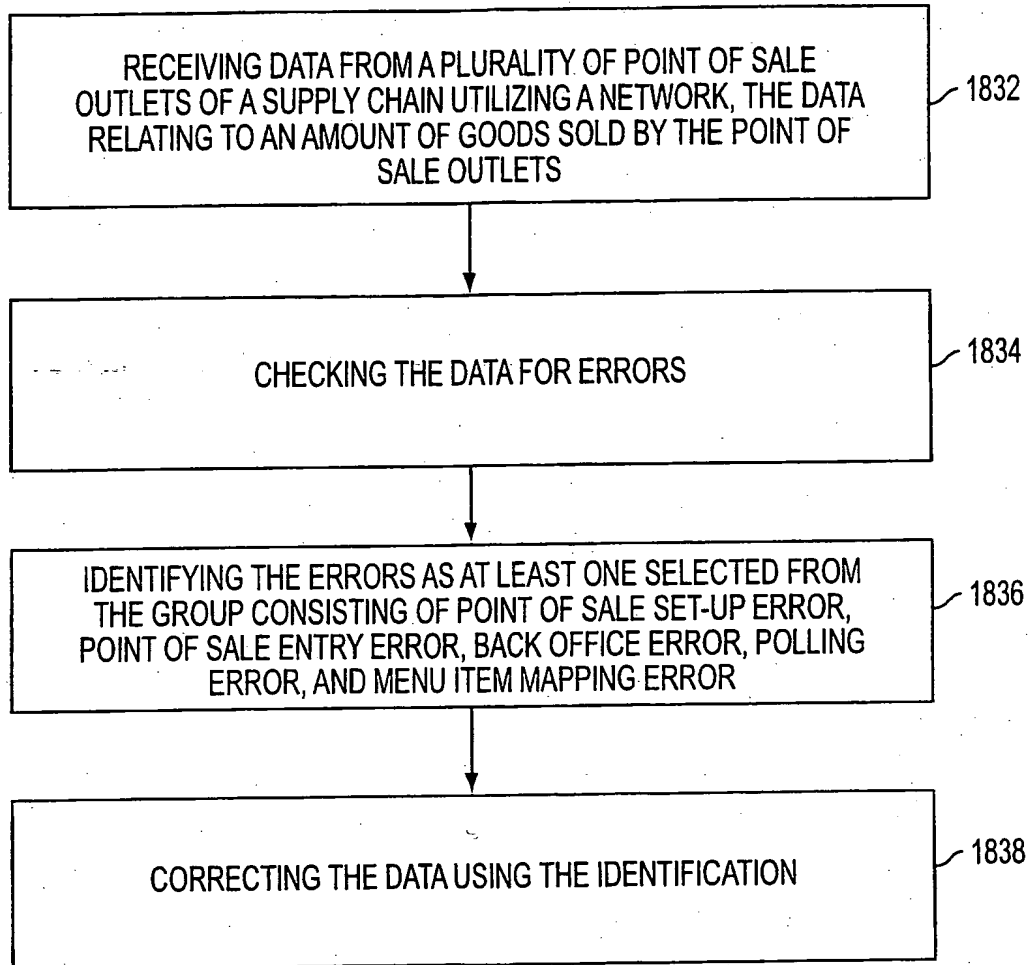 RECEIVING DATA FROM A PLURALITY OF POINT OF SALE
OUTLETS OF A SUPPLY CHAIN UTILIZING A NETWORK, THE DATA
RELATING TO AN AMOUNT OF GOODS SOLD BY THE POINT OF
SALE OUTLETS
1832
CHECKING THE DATA FOR ERRORS
1834
IDENTIFYING THE ERRORS AS AT LEAST ONE SELECTED FROM
THE GROUP CONSISTING OF POINT OF SALE SET-UP ERROR,
POINT OF SALE ENTRY ERROR, BACK OFFICE ERROR, POLLING
ERROR, AND MENU ITEM MAPPING ERROR
1836
CORRECTING THE DATA USING THE IDENTIFICATION
1838